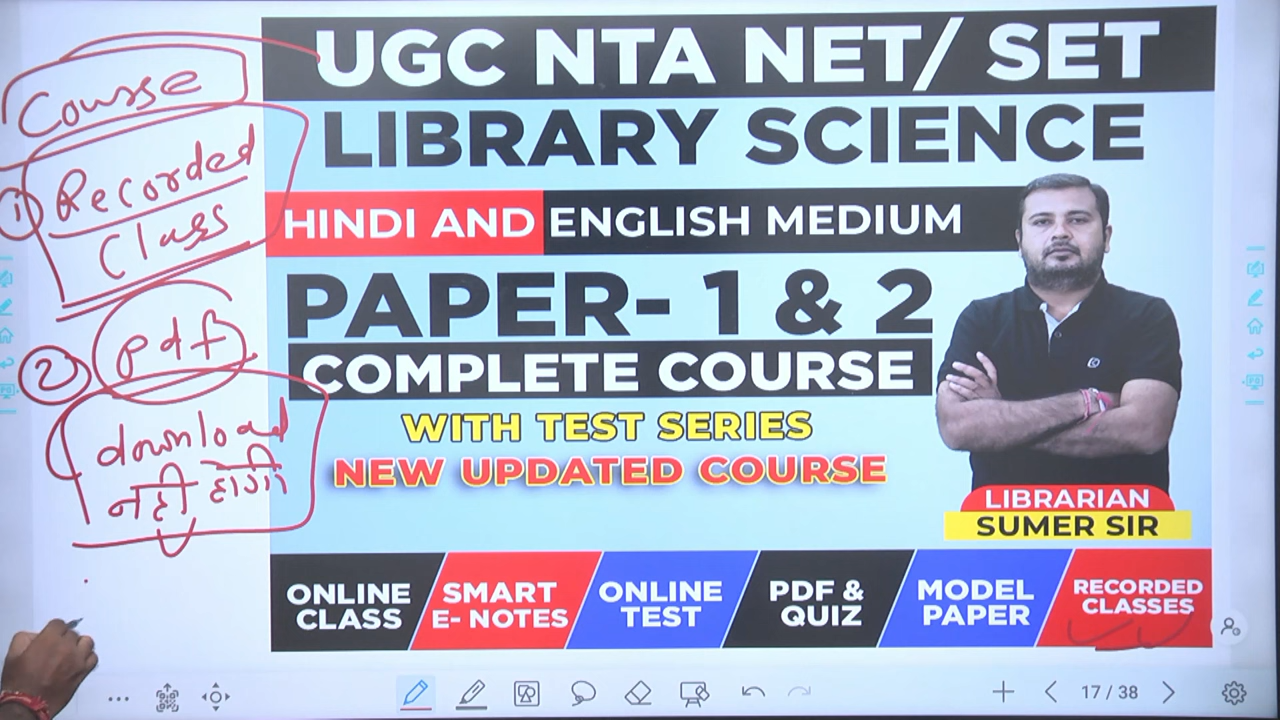 Course
① Recorded
Class
② pdf
download
नही होगी
UGC NTA NET/ SET
LIBRARY SCIENCE
HINDI AND ENGLISH MEDIUM
PAPER- 1 & 2
COMPLETE COURSE
WITH TEST SERIES
NEW UPDATED COURSE
LIBRARIAN
SUMER SIR
ONLINE
CLASS
SMART
E- NOTES
ONLINE
TEST
PDF &
QUIZ
MODEL
PAPER
RECORDED
CLASSES
17 / 38